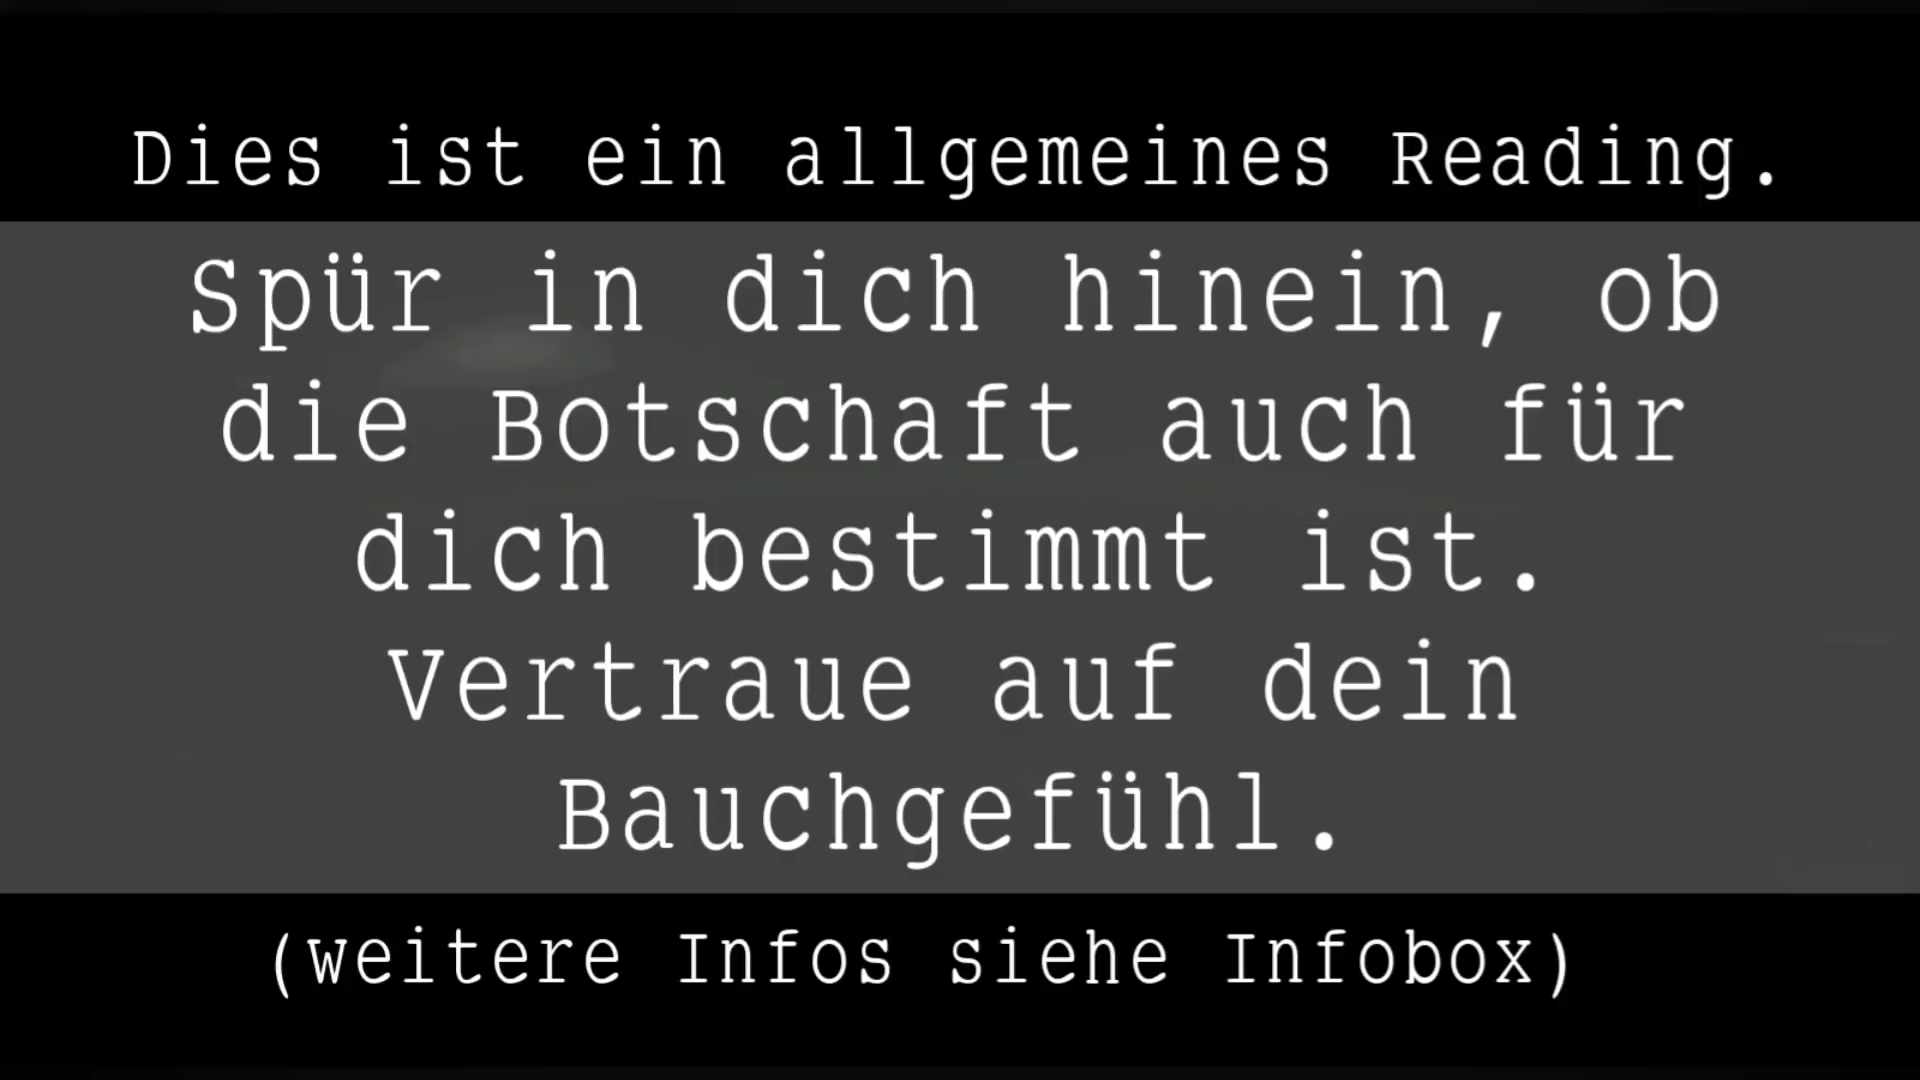 Dies ist ein allgemeines Reading.
Spür in dich hinein, ob
die Botschaft auch für
dich bestimmt ist.
Vertraue auf dein
Bauchgefühl.
(weitere Infos siehe Infobox)